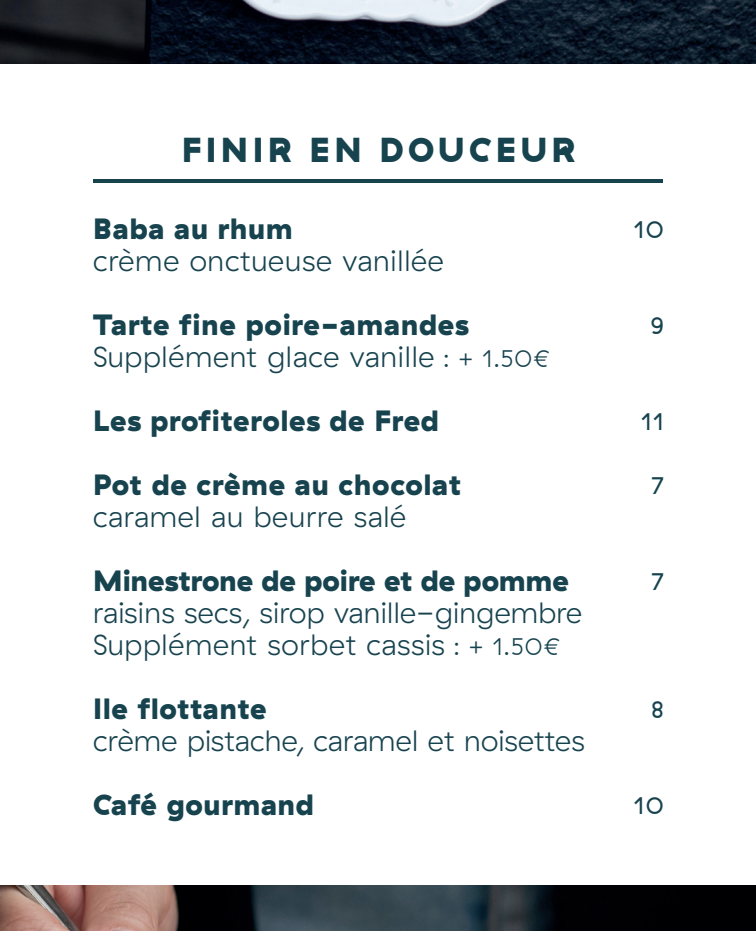 FINIR EN DOUCEUR
Baba au rhum 10
crème onctueuse vanillée
Tarte fine poire-amandes 9
Supplément glace vanille : + 1.50€
Les profiteroles de Fred 11
Pot de crème au chocolat 7
caramel au beurre salé
Minestrone de poire et de pomme 7
raisins secs, sirop vanille-gingembre
Supplément sorbet cassis : + 1.50€
Ile flottante 8
crème pistache, caramel et noisettes
Café gourmand 10